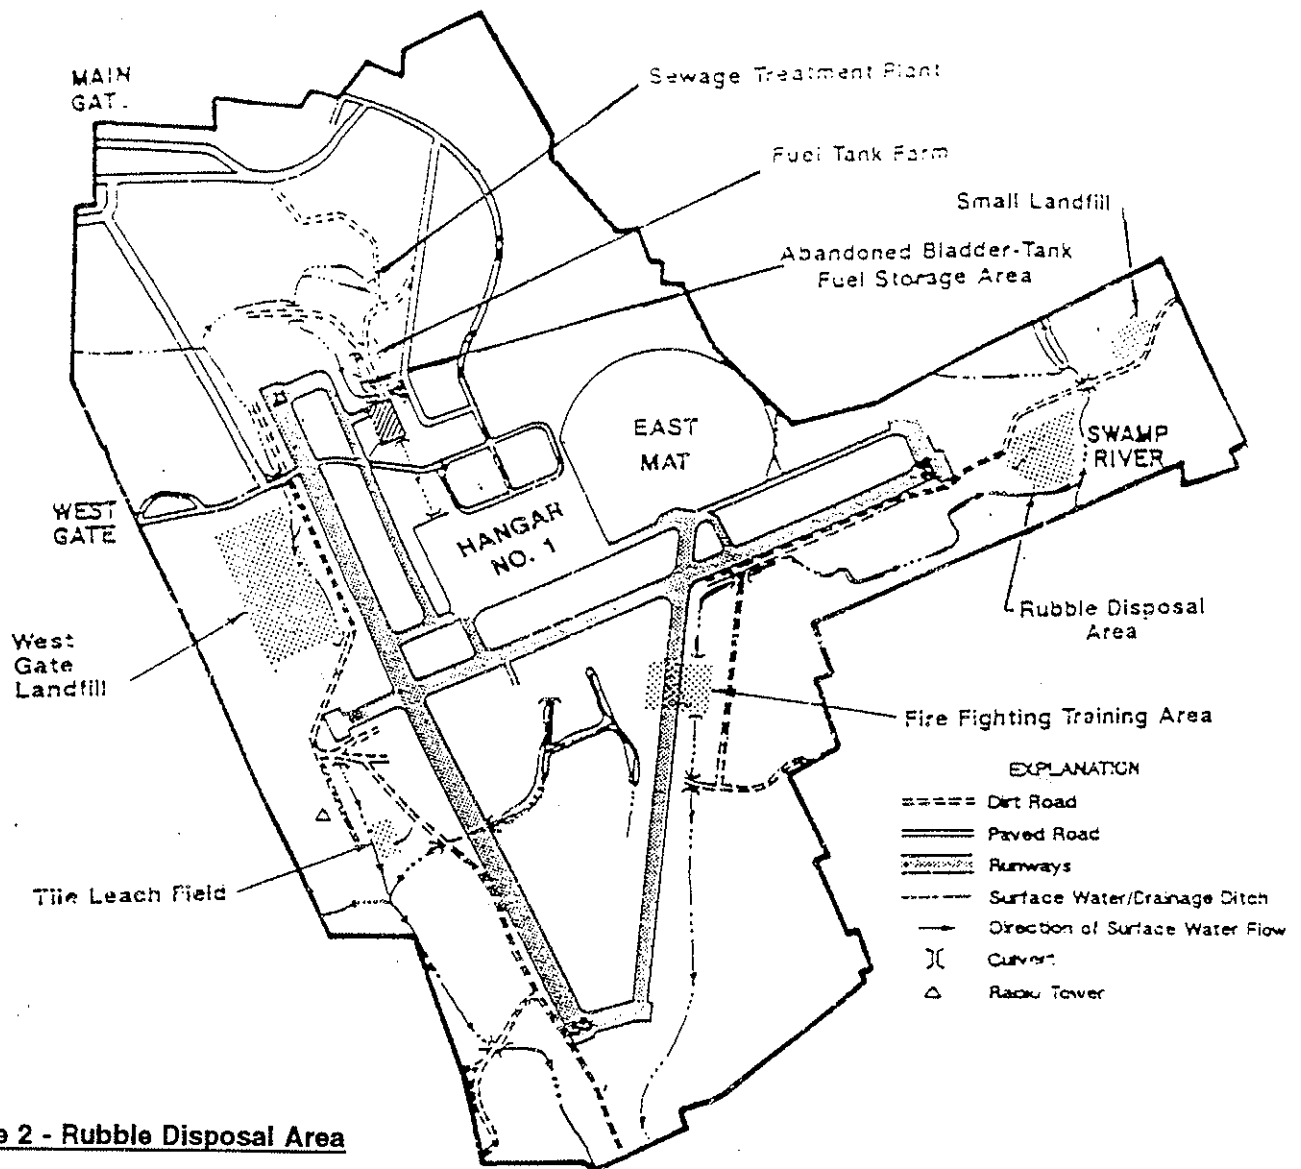 MAIN
GAT.
Sewage Treatment Plant
Fuel Tank Farm
Small Landfill
Abandoned Bladder-Tank
Fuel Storage Area
EAST
MAT
SWAMP
RIVER
WEST
GATE
HANGAR
NO. 1
Rubble Disposal
Area
West
Gate
Landfill
Fire Fighting Training Area
EXPLANATION
Dirt Road
Paved Road
Runways
Surface Water/Drainage Ditch
Direction of Surface Water Flow
Culvert
Radio Tower
Tile Leach Field
e 2 - Rubble Disposal Area